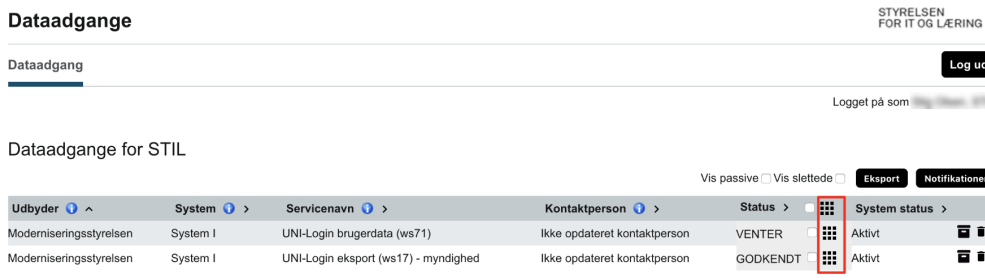 Dataadgange
STYRELSEN
FOR IT OG LÆRING
Dataadgang
Log ud
Logget på som
Dataadgange for STIL
Vis passive Vis slettede Eksport Notifikationer
Udbyder System Servicenavn Kontaktperson Status System status
Moderniseringsstyrelsen System I UNI-Login brugerdata (ws71) Ikke opdateret kontaktperson VENTER Aktivt
Moderniseringsstyrelsen System I UNI-Login eksport (ws17) - myndighed Ikke opdateret kontaktperson GODKENDT Aktivt